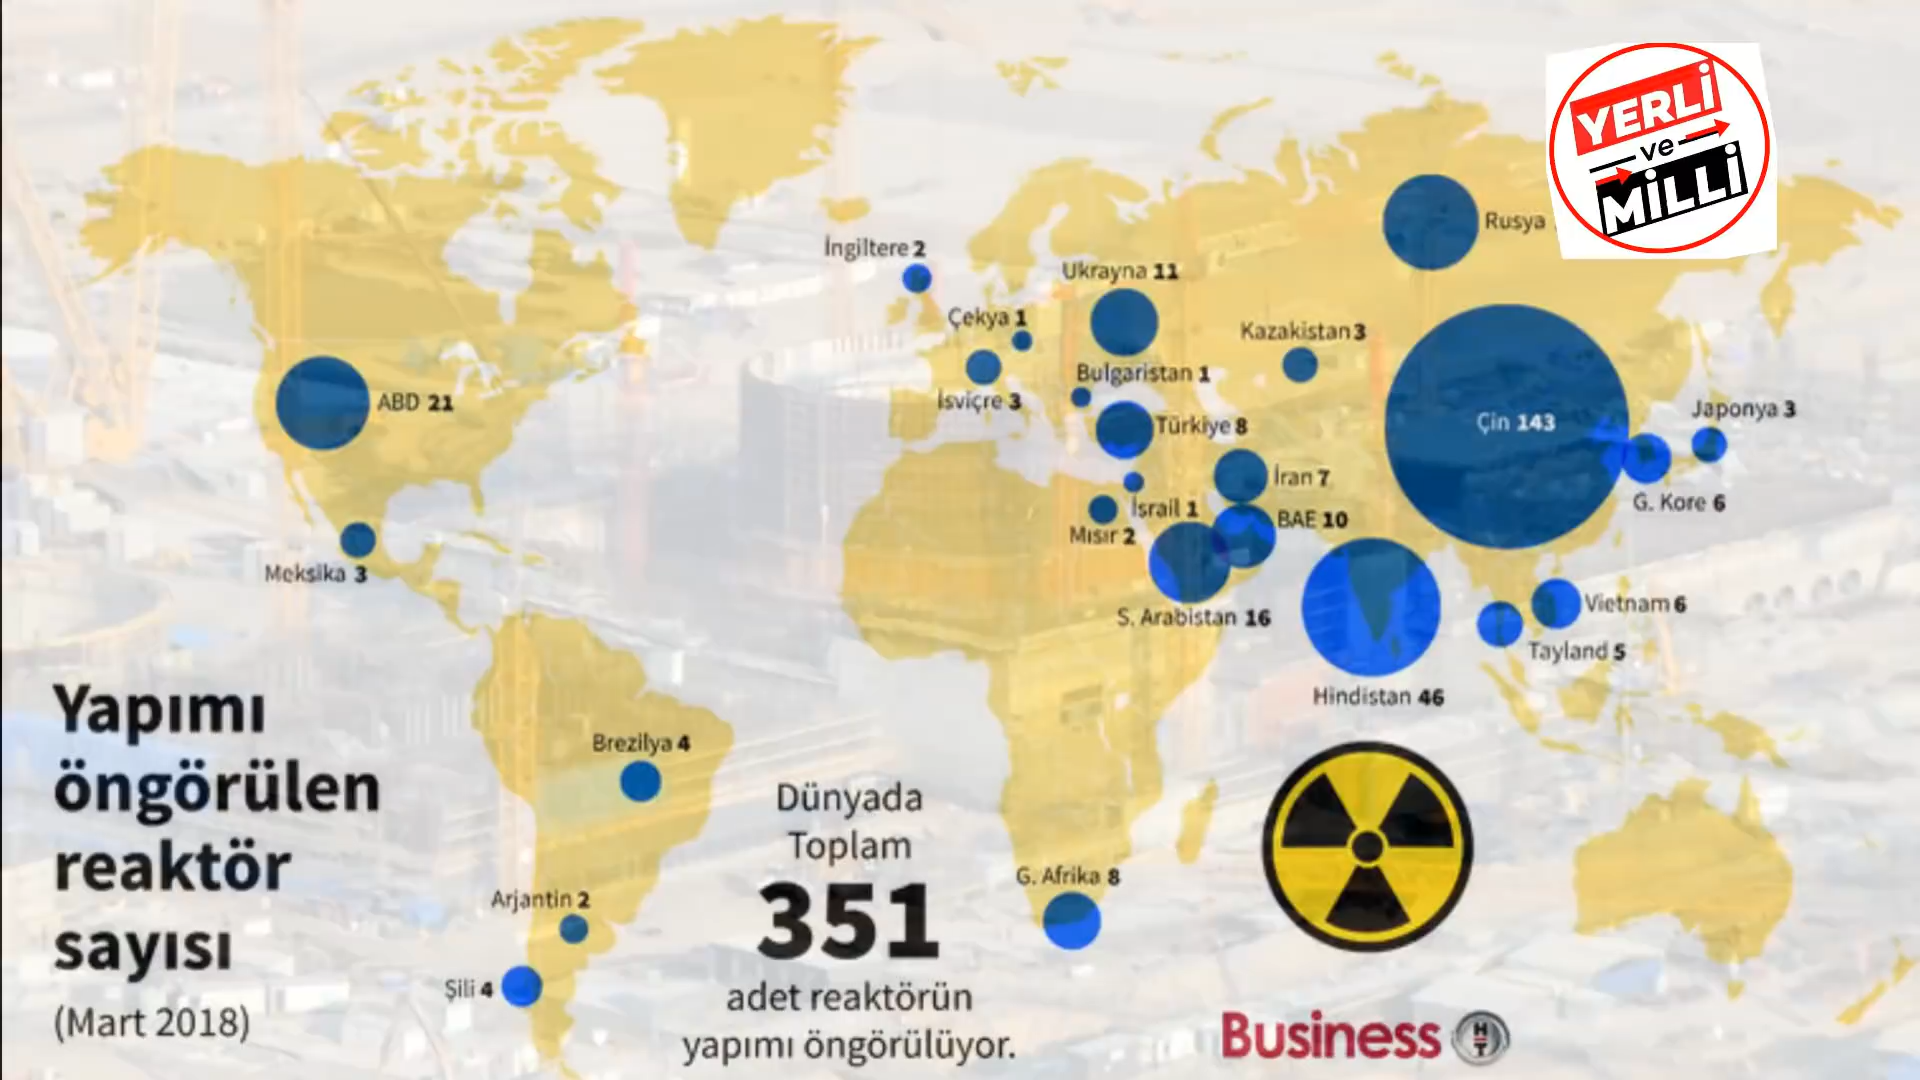 YERLİ
ve
MİLLİ
Rusya
İngiltere 2
Ukrayna 11
Çekya 1
Kazakistan 3
Bulgaristan 1
İsviçre 3
ABD 21
Japonya 3
Türkiye 8
Çin 143
İran 7
G. Kore 6
İsrail 1
BAE 10
Mısır 2
Meksika 3
S. Arabistan 16
Vietnam 6
Tayland 5
Hindistan 46
Yapımı
öngörülen
reaktör
sayısı
(Mart 2018)
Brezilya 4
Dünyada
Toplam
351
adet reaktörün
yapımı öngörülüyor.
G. Afrika 8
Arjantin 2
Şili 4
Business
HT